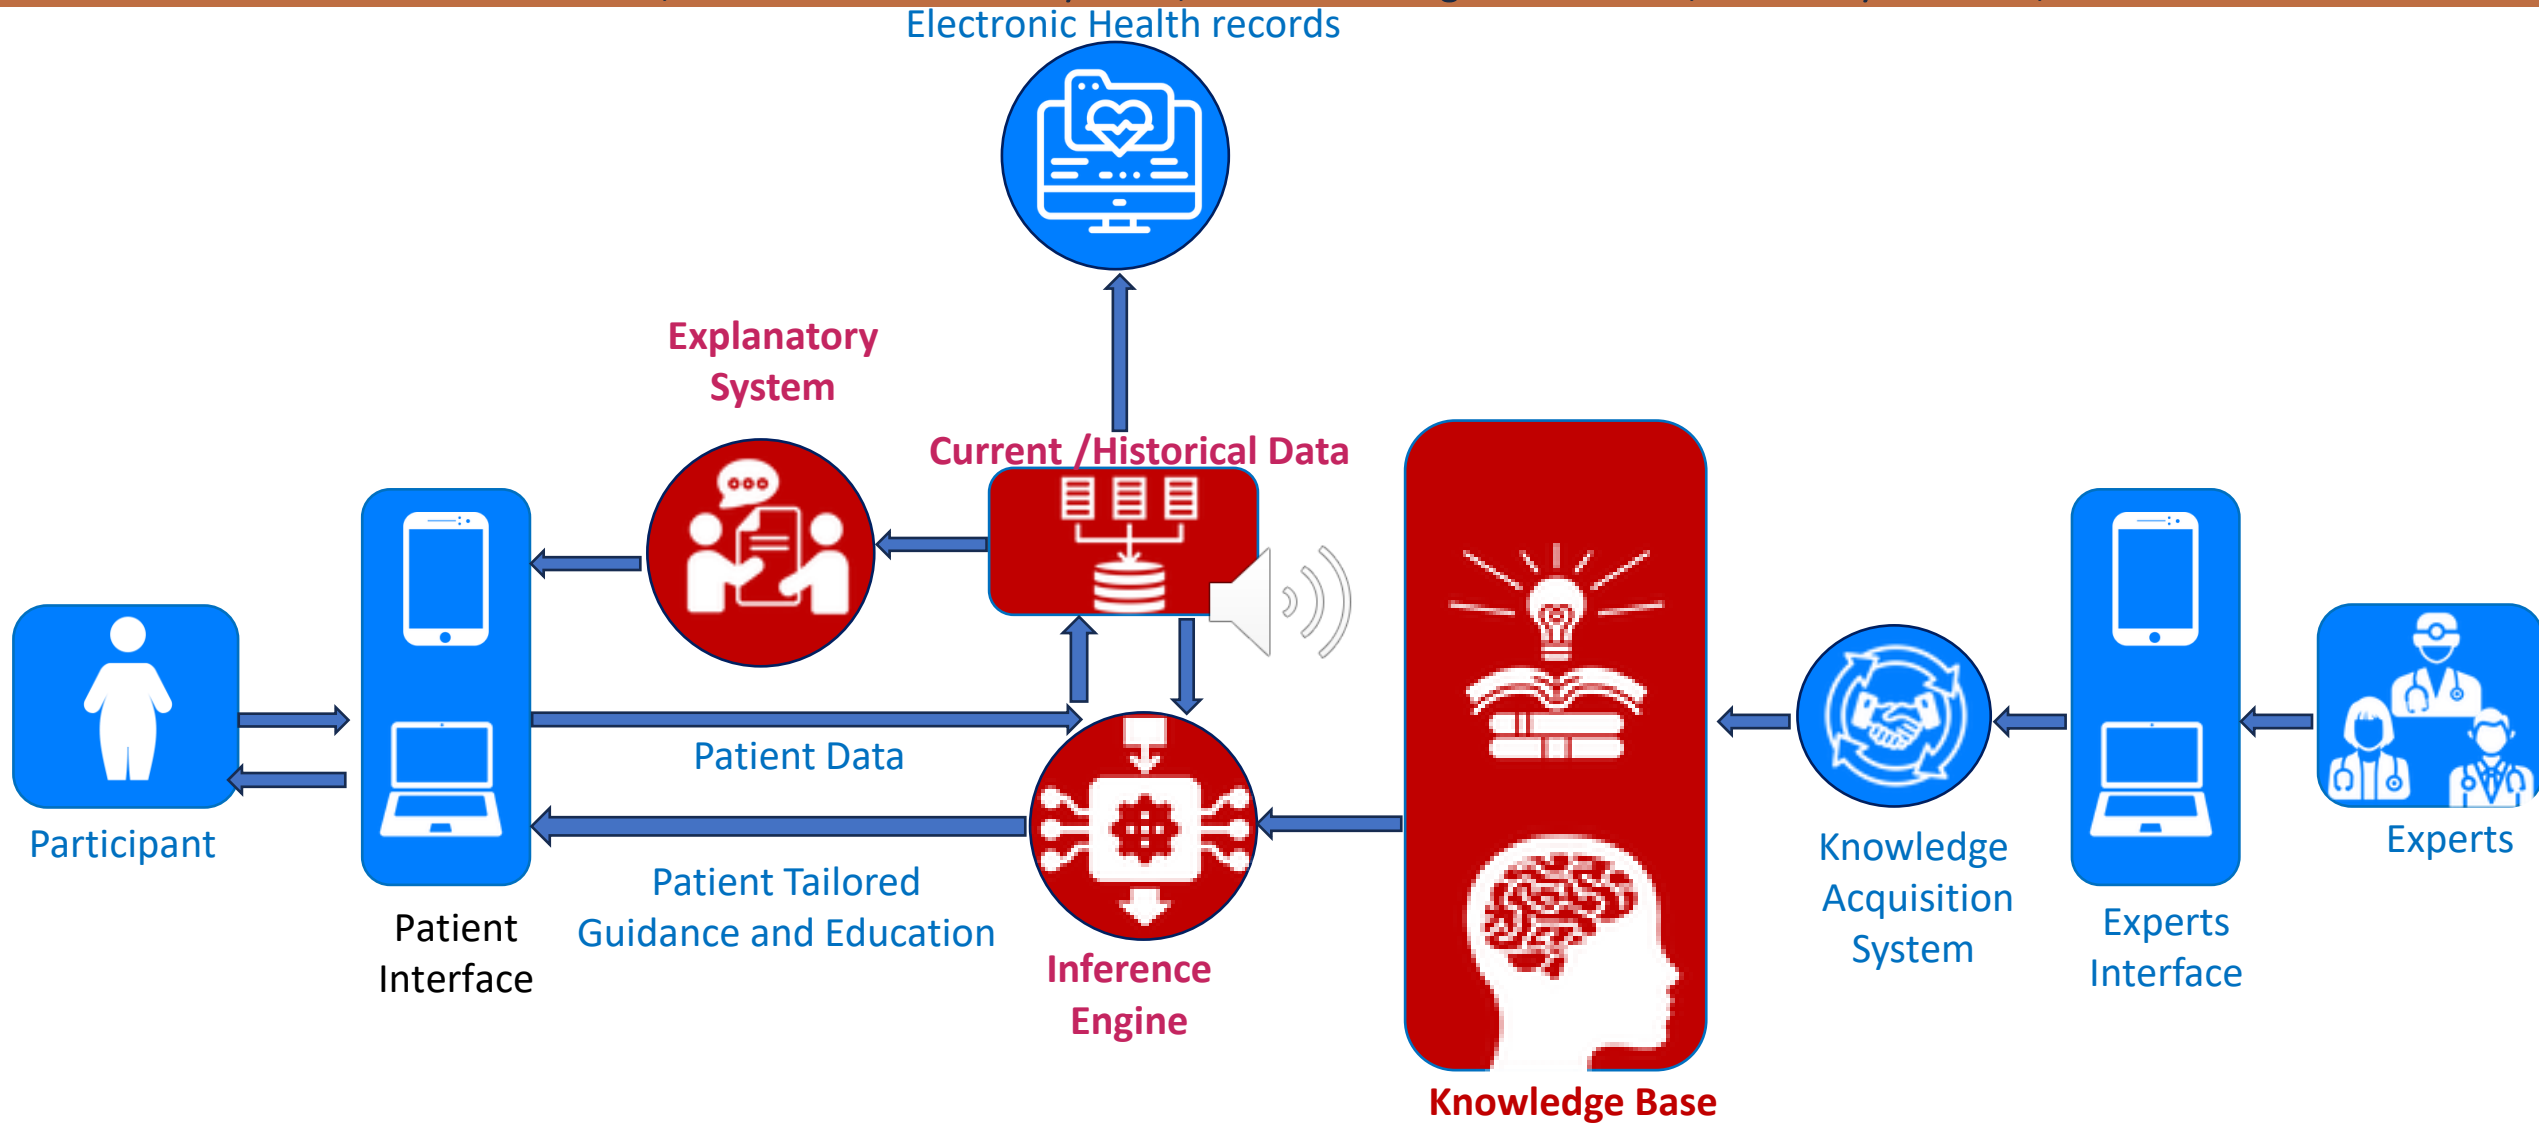 Electronic Health records
Explanatory
System
Current /Historical Data
Patient Data
Participant
Patient Tailored
Guidance and Education
Patient
Interface
Inference
Engine
Knowledge Base
Knowledge
Acquisition
System
Experts
Interface
Experts